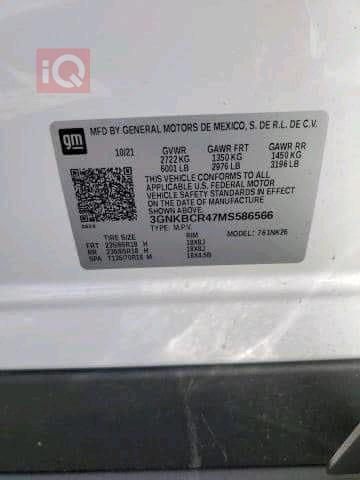 iQ
gm
MFD BY GENERAL MOTORS DE MEXICO, S. DE R.L. DE C.V.
10/21 GVWR GAWR FRT GAWR RR
2722 KG 1350 KG 1450 KG
6001 LB 2976 LB 3196 LB
THIS VEHICLE CONFORMS TO ALL
APPLICABLE U.S. FEDERAL MOTOR
VEHICLE SAFETY STANDARDS IN EFFECT
ON THE DATE OF MANUFACTURE
SHOWN ABOVE.
3GNKBCR47MS586566
TYPE: M.P.V. MODEL: 761NK26
TIRE SIZE RIM
FRT 235/65R18 H 18X8J
RR 235/65R18 H 18X8J
SPA T135/70R18 M 18X4.5B